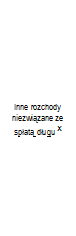 Inne rozchody
niezwiązane ze
spłatą długu x